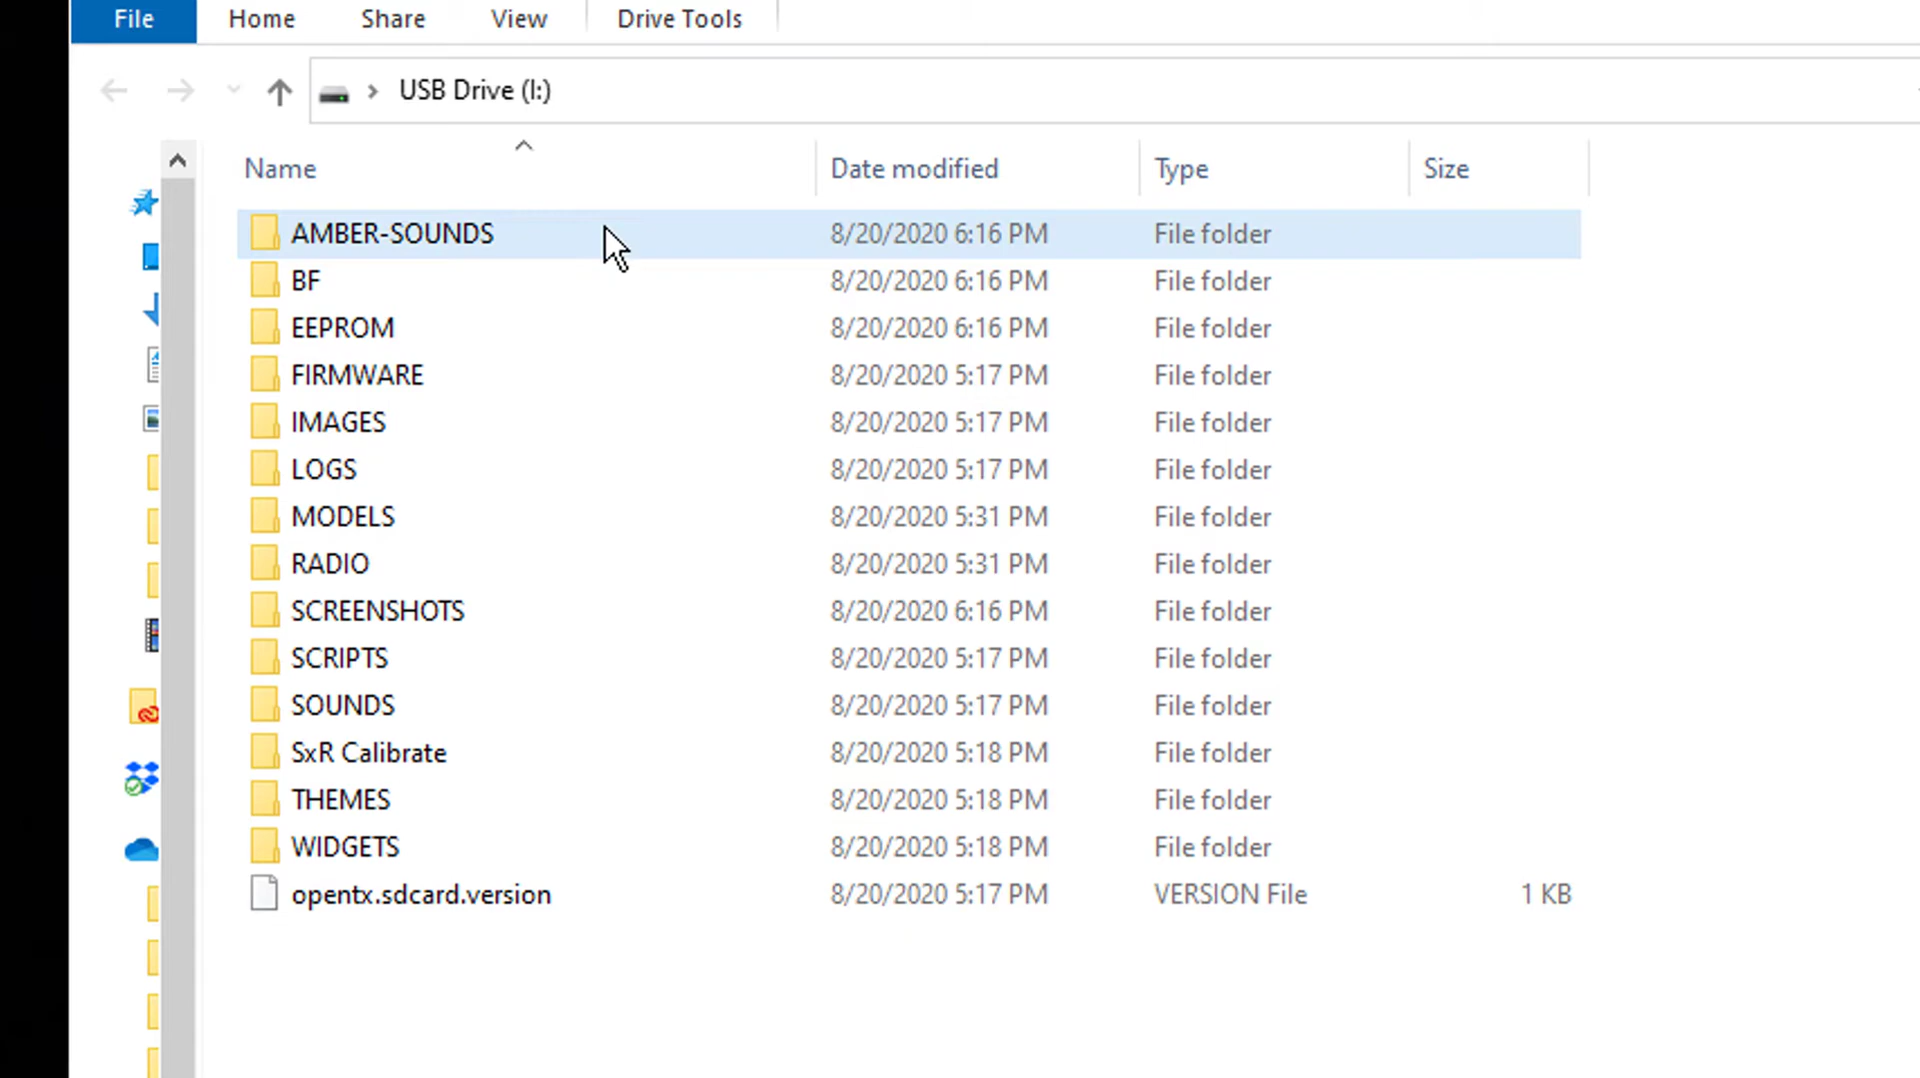 File Home Share View Drive Tools
USB Drive (I:)
Name Date modified Type Size
AMBER-SOUNDS 8/20/2020 6:16 PM File folder
BF 8/20/2020 6:16 PM File folder
EEPROM 8/20/2020 6:16 PM File folder
FIRMWARE 8/20/2020 5:17 PM File folder
IMAGES 8/20/2020 5:17 PM File folder
LOGS 8/20/2020 5:17 PM File folder
MODELS 8/20/2020 5:31 PM File folder
RADIO 8/20/2020 5:31 PM File folder
SCREENSHOTS 8/20/2020 6:16 PM File folder
SCRIPTS 8/20/2020 5:17 PM File folder
SOUNDS 8/20/2020 5:17 PM File folder
SxR Calibrate 8/20/2020 5:18 PM File folder
THEMES 8/20/2020 5:18 PM File folder
WIDGETS 8/20/2020 5:18 PM File folder
opentx.sdcard.version 8/20/2020 5:17 PM VERSION File 1 KB